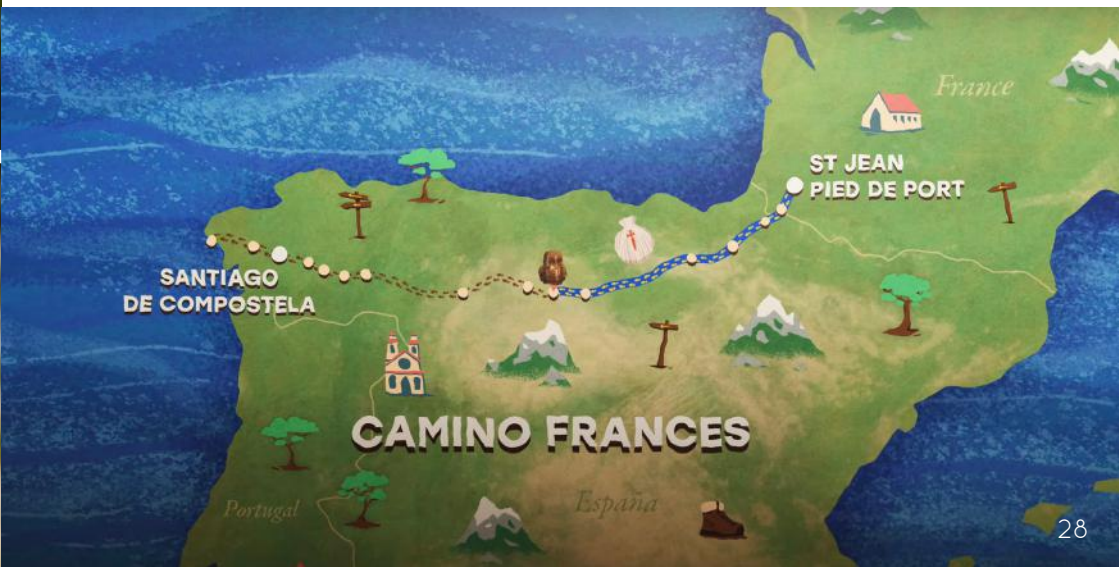 France
ST JEAN
PIED DE PORT
SANTIAGO
DE COMPOSTELA
CAMINO FRANCES
Portugal
España
28